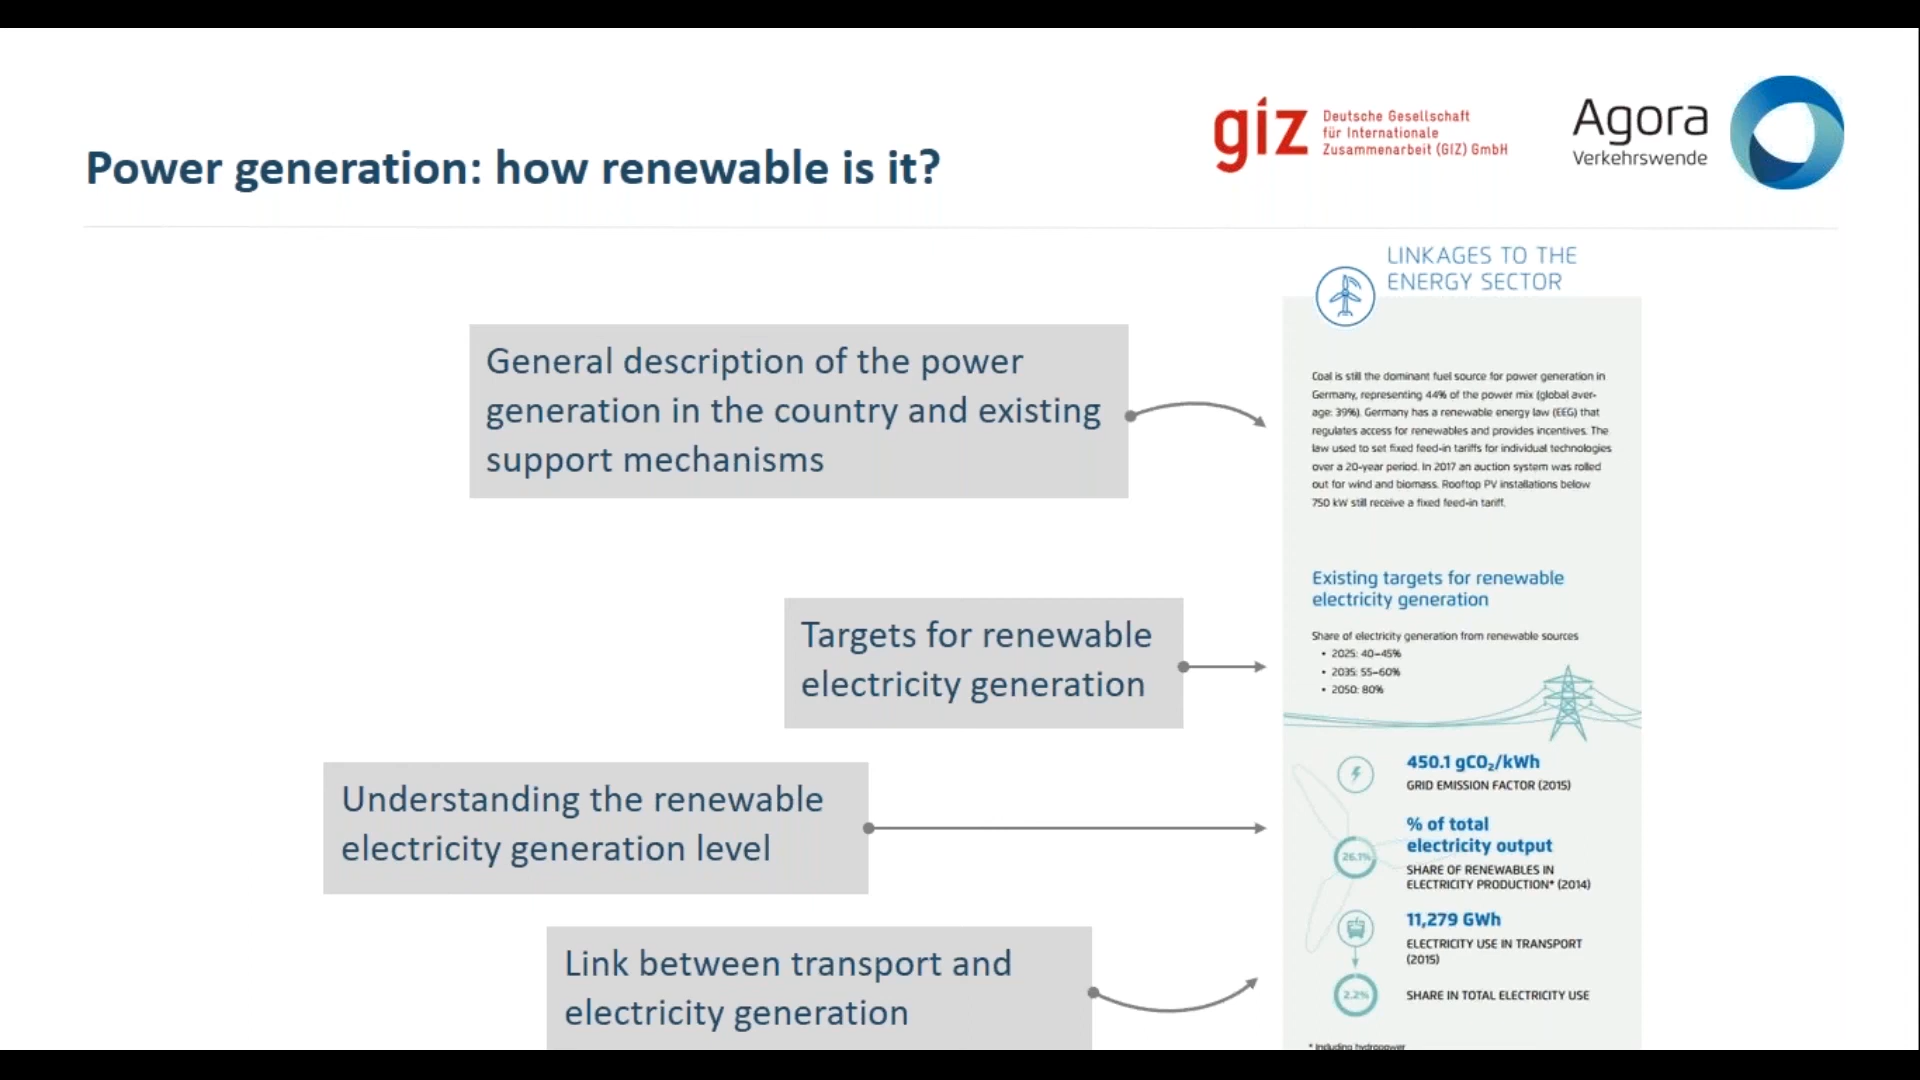 Power generation: how renewable is it?
giz
Deutsche Gesellschaft
für Internationale
Zusammenarbeit (GIZ) GmbH
Agora
Verkehrswende
General description of the power
generation in the country and existing
support mechanisms
Targets for renewable
electricity generation
Understanding the renewable
electricity generation level
Link between transport and
electricity generation
LINKAGES TO THE
ENERGY SECTOR
Coal is still the dominant fuel source for power generation in
Germany, representing 44% of the power mix (global aver-
age: 39%). Germany has a renewable energy law (EEG) that
regulates access for renewables and provides incentives. The
law used to set fixed feed-in tariffs for individual technologies
over a 20-year period. In 2017 an auction system was rolled
out for wind and biomass. Rooftop PV installations below
750 kW still receive a fixed feed-in tariff.
Existing targets for renewable
electricity generation
Share of electricity generation from renewable sources
• 2025: 40–45%
• 2035: 55–60%
• 2050: 80%
450.1 gCO₂/kWh
GRID EMISSION FACTOR (2015)
% of total
electricity output
26.1%
SHARE OF RENEWABLES IN
ELECTRICITY PRODUCTION* (2014)
11,279 GWh
ELECTRICITY USE IN TRANSPORT
(2015)
2.2%
SHARE IN TOTAL ELECTRICITY USE
* Including hydropower